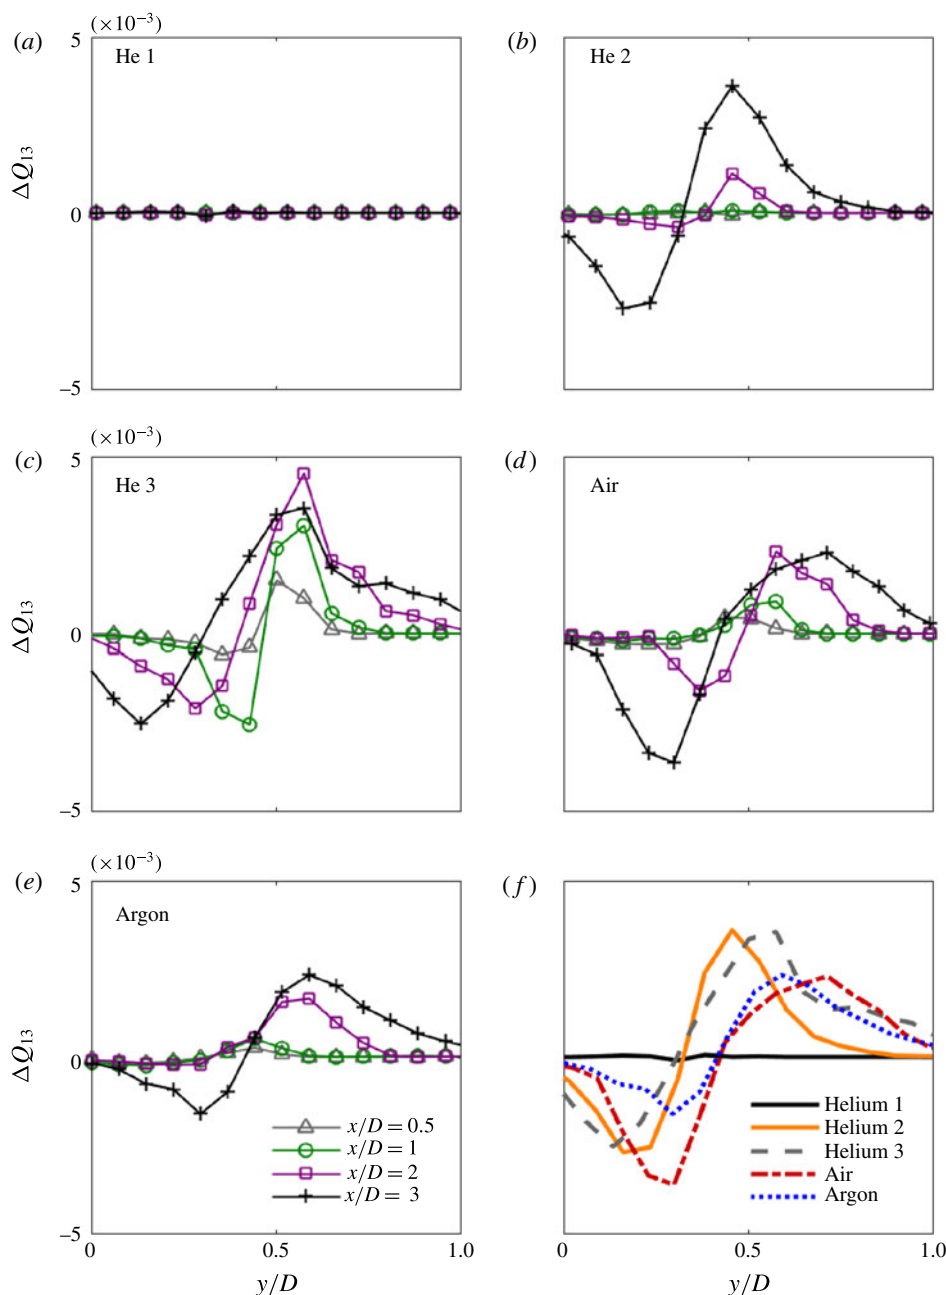 (×10⁻³)
(a)
5
He 1
ΔQ₁₃
0
–5
(b)
He 2
(×10⁻³)
(c)
5
He 3
ΔQ₁₃
0
–5
(d)
Air
(×10⁻³)
(e)
5
Argon
ΔQ₁₃
0
x/D = 0.5
x/D = 1
x/D = 2
x/D = 3
–5
0
0.5
1.0
y/D
(f)
Helium 1
Helium 2
Helium 3
Air
Argon
0
0.5
1.0
y/D